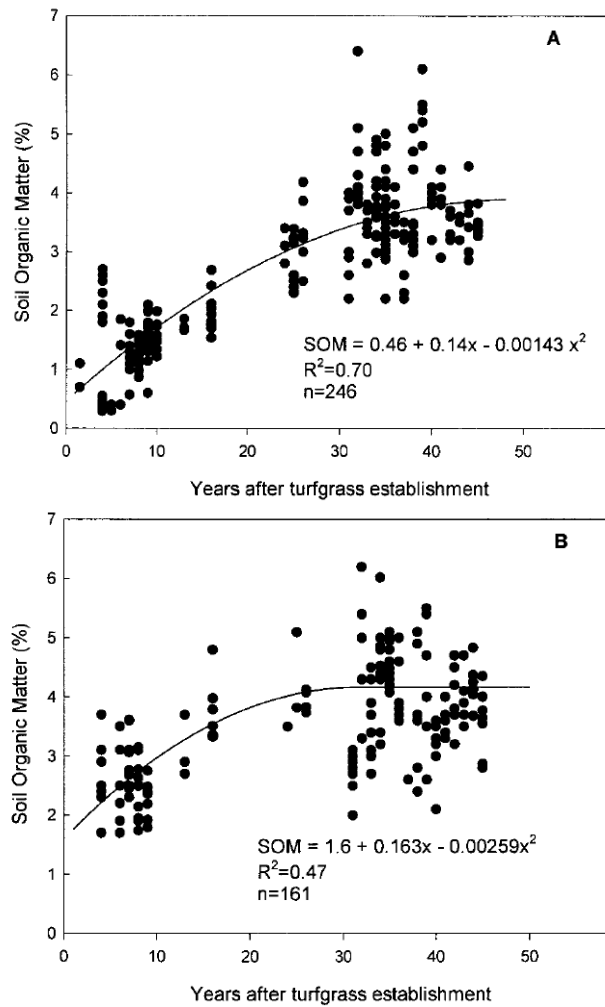 7
A
6
5
4
3
2
1
0
Soil Organic Matter (%)
SOM = 0.46 + 0.14x - 0.00143 x²
R²=0.70
n=246
0 10 20 30 40 50
Years after turfgrass establishment
7
B
6
5
4
3
2
1
0
Soil Organic Matter (%)
SOM = 1.6 + 0.163x - 0.00259x²
R²=0.47
n=161
0 10 20 30 40 50
Years after turfgrass establishment